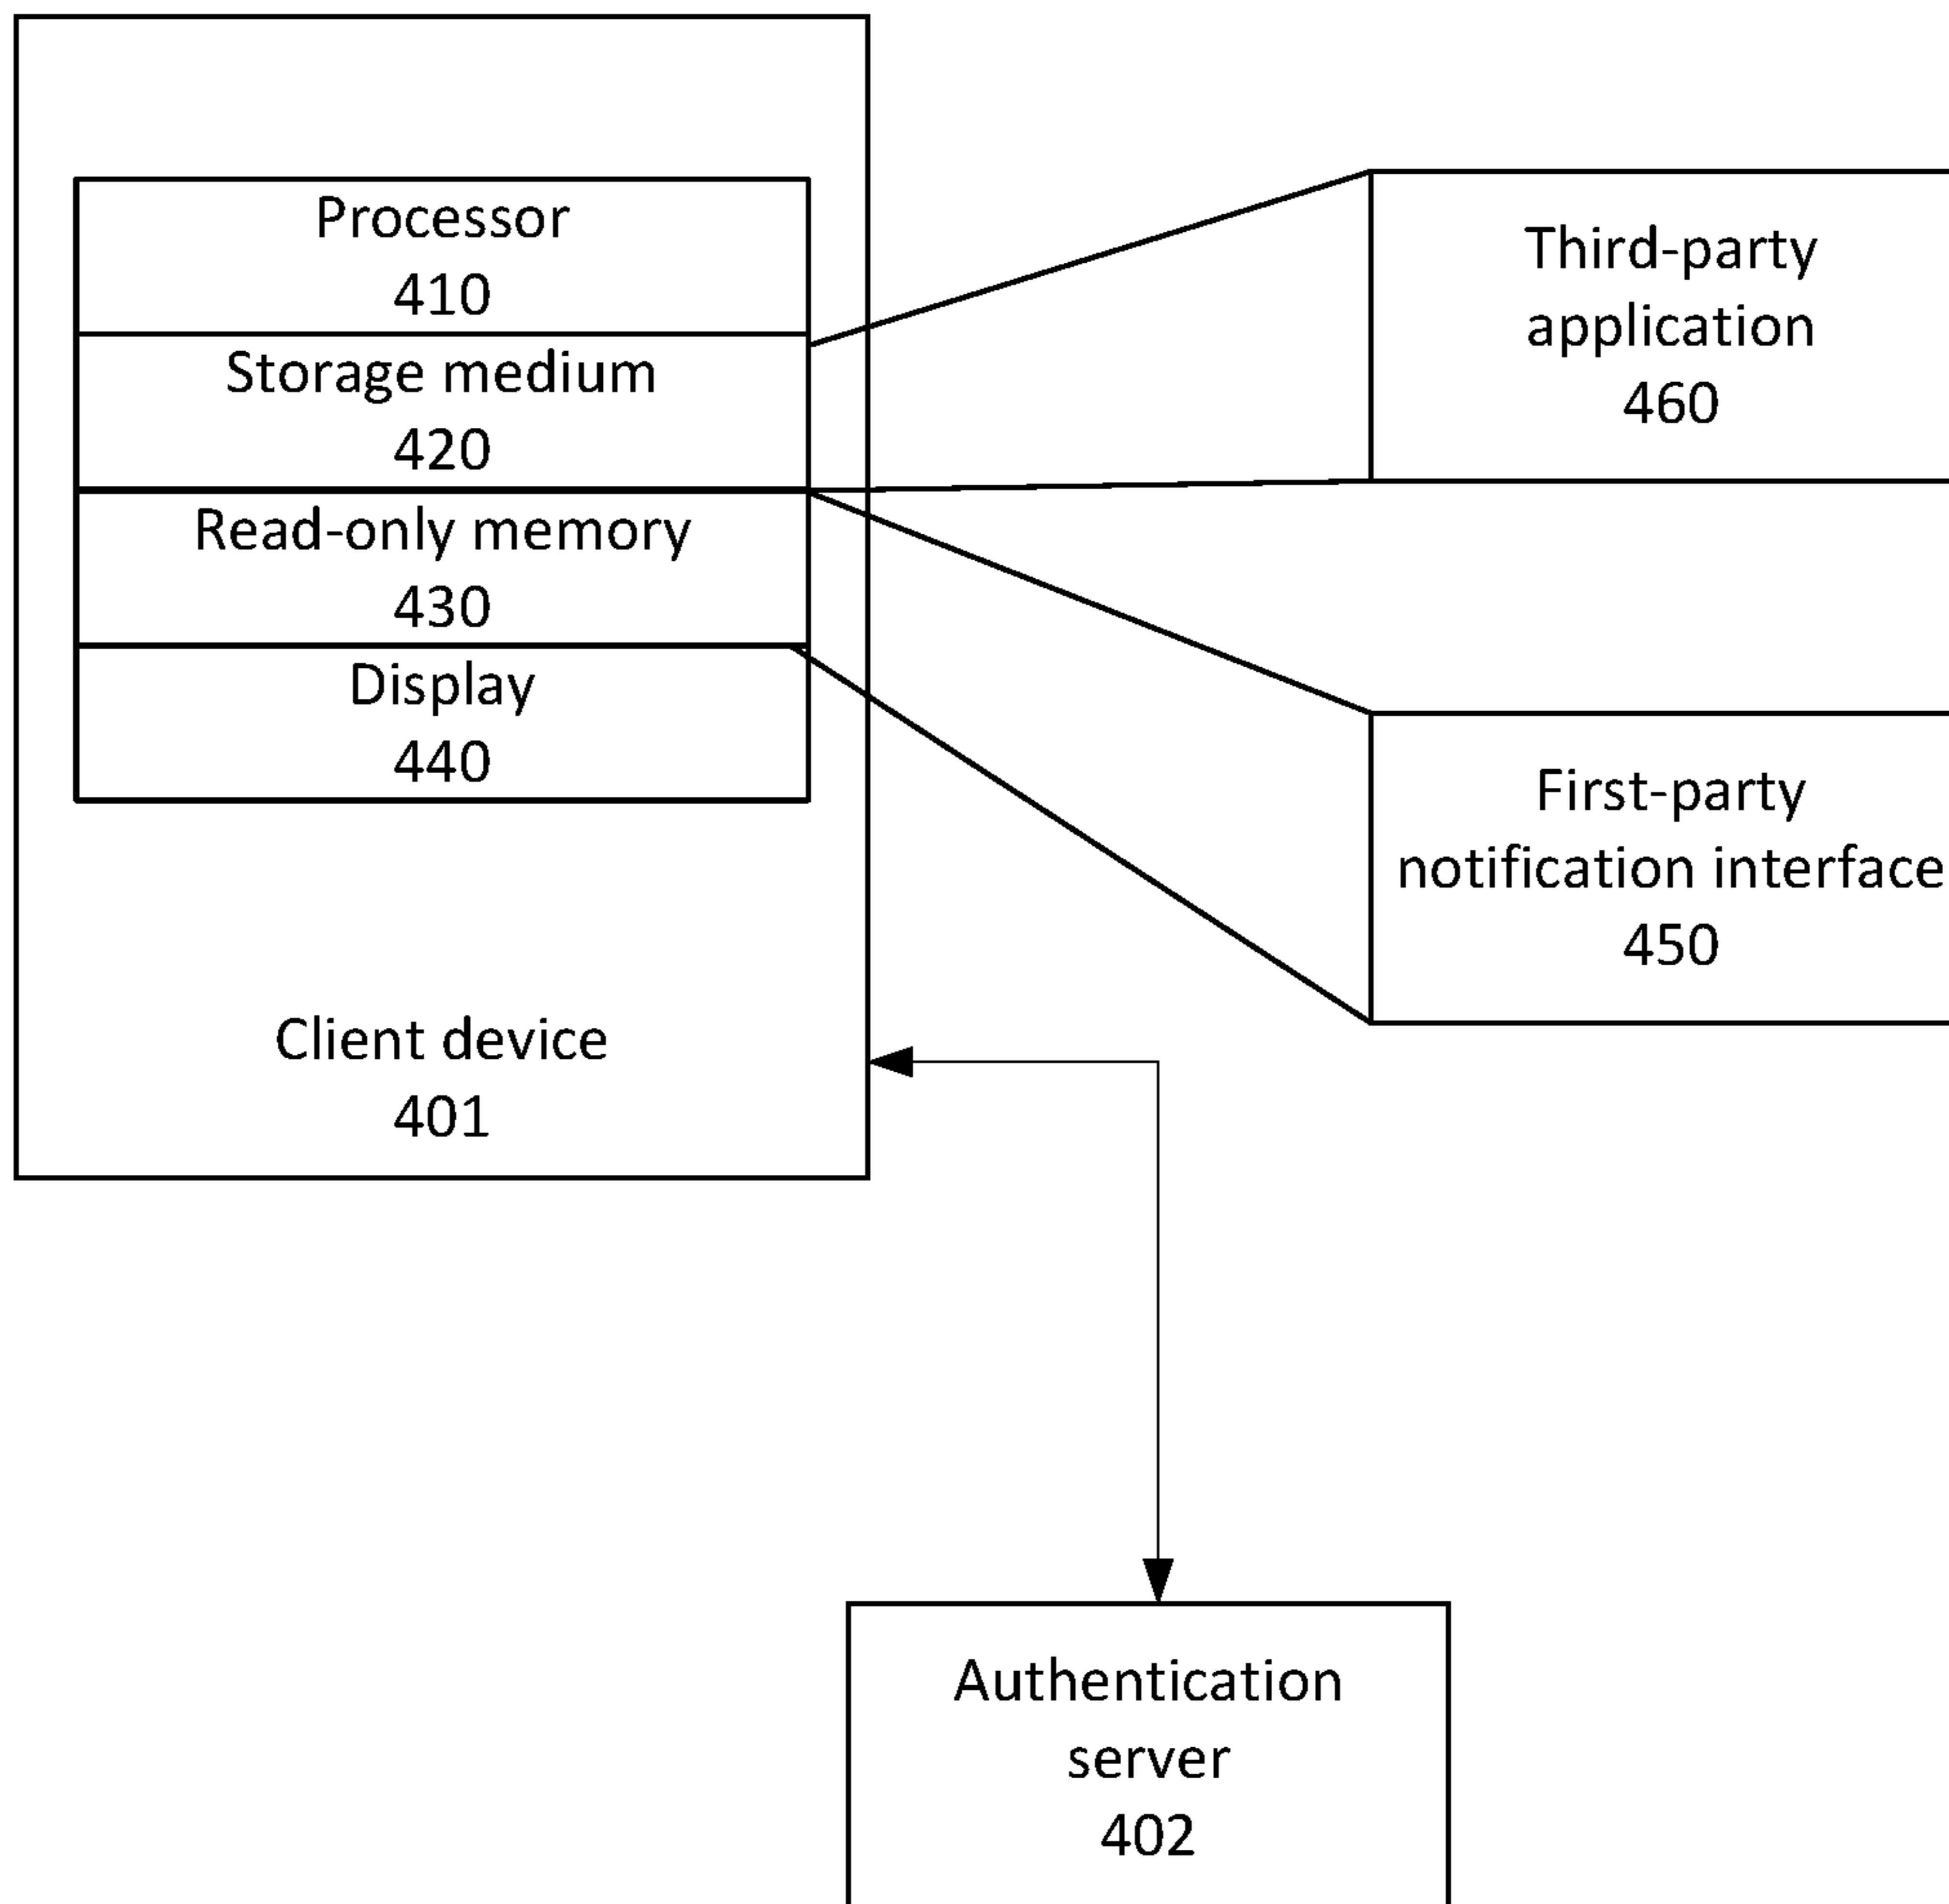 Processor
410
Storage medium
420
Read-only memory
430
Display
440
Client device
401
Third-party
application
460
First-party
notification interface
450
Authentication
server
402